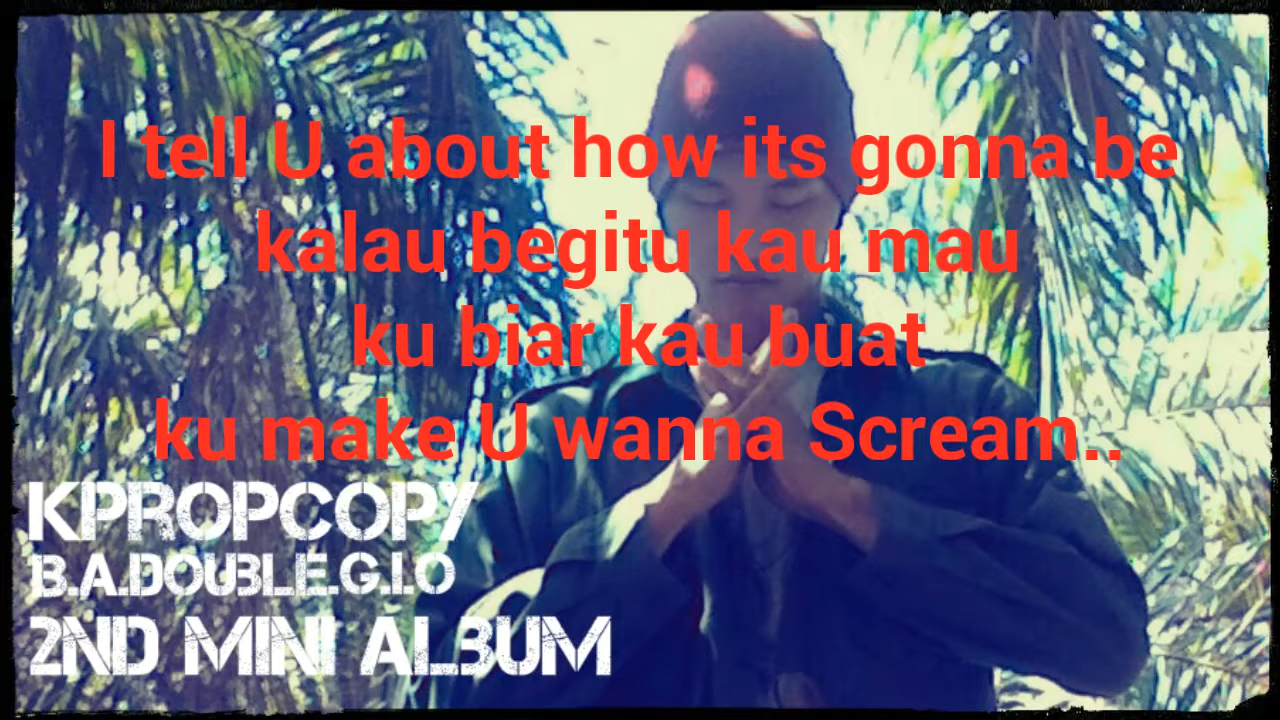 I tell U about how its gonna be
kalau begitu kau mau
ku biar kau buat
ku make U wanna Scream..
KPROPCOPY
B.A.DOUBLE.G.I.O
2ND MINI ALBUM